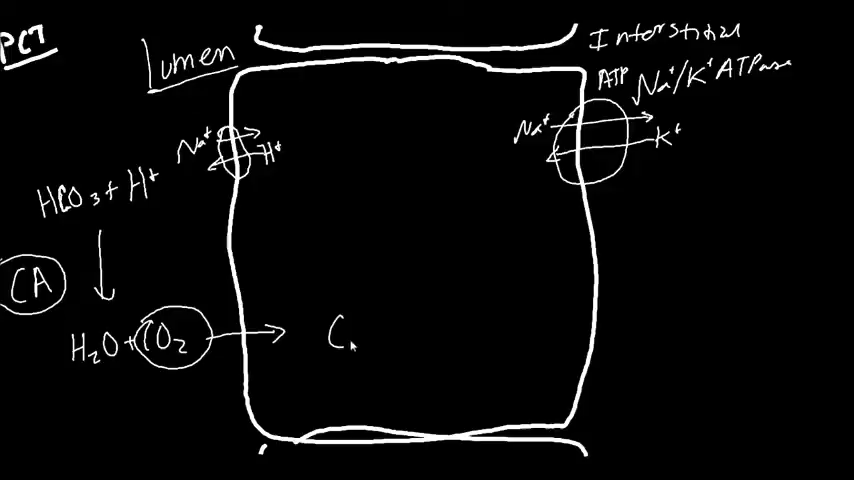 PCT
Lumen
Interstitial
ATP Na+/K+ ATPase
Na+
H+
Na+
K+
HCO3 + H+
CA
H2O + CO2
C